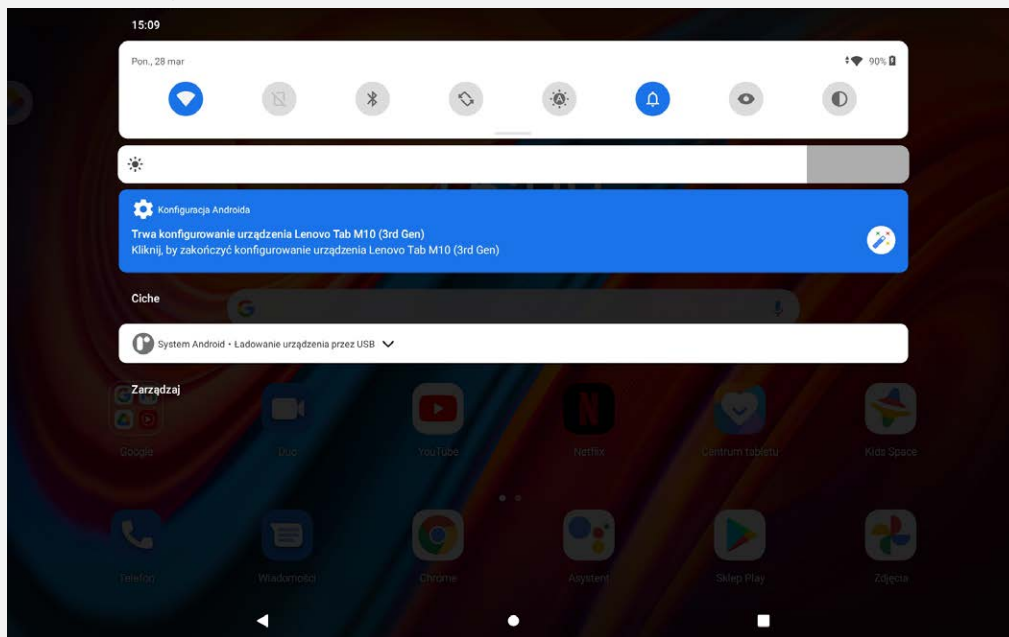 15:09
Pon., 28 mar
90%
Konfiguracja Androida
Trwa konfigurowanie urządzenia Lenovo Tab M10 (3rd Gen)
Kliknij, by zakończyć konfigurowanie urządzenia Lenovo Tab M10 (3rd Gen)
Ciche
System Android • Ładowanie urządzenia przez USB
Zarządzaj
Google Duo YouTube Netflix Centrum tabletu Kids Space
Telefon Wiadomości Chrome Asystent Sklep Play Zdjęcia